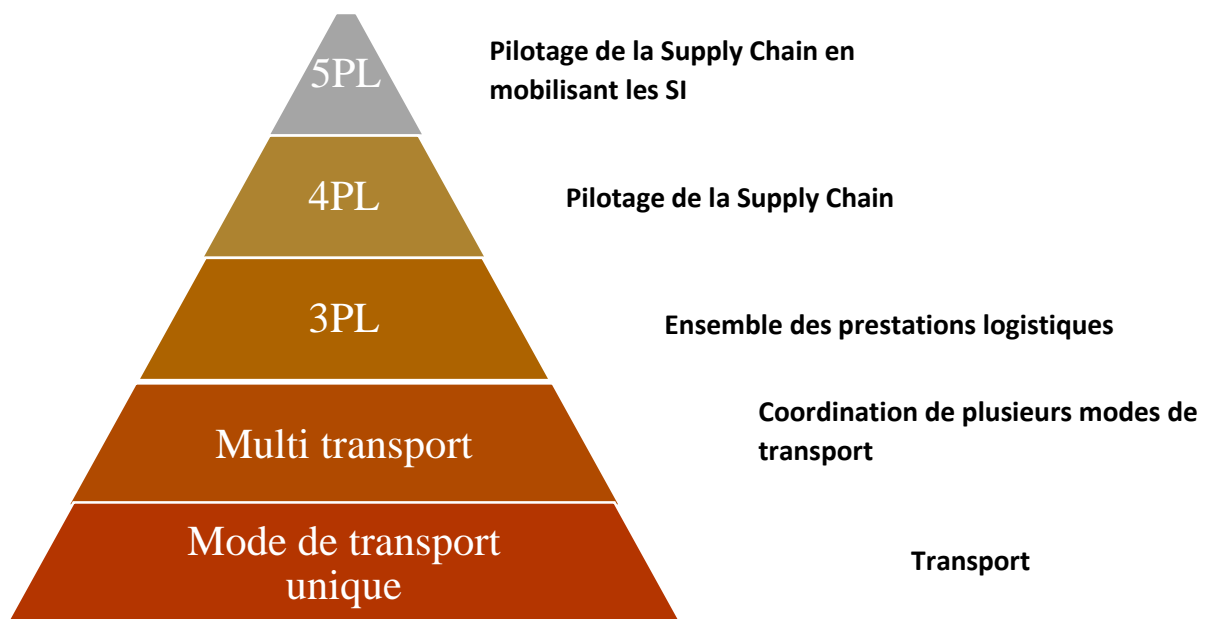 5PL
Pilotage de la Supply Chain en
mobilisant les SI
4PL
Pilotage de la Supply Chain
3PL
Ensemble des prestations logistiques
Multi transport
Coordination de plusieurs modes de
transport
Mode de transport
unique
Transport